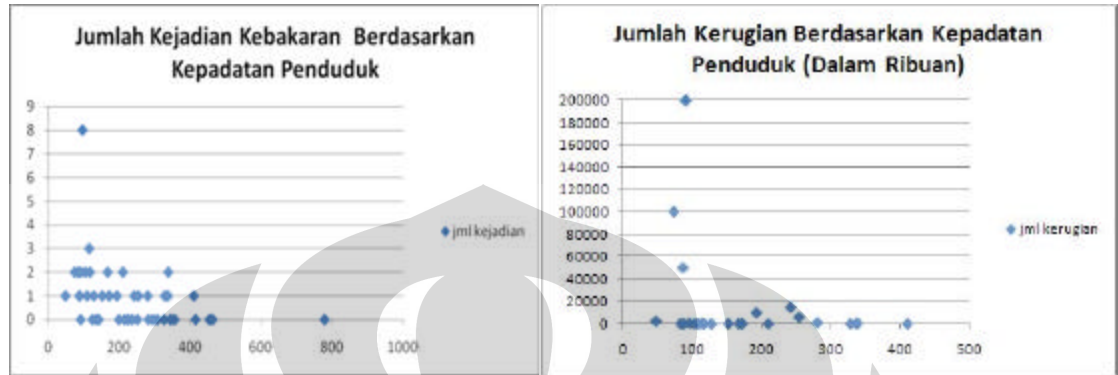 Jumlah Kejadian Kebakaran Berdasarkan
Kepadatan Penduduk
9
8
7
6
5
4
3
2
1
0
0 200 400 600 800 1000
jml kejadian
Jumlah Kerugian Berdasarkan Kepadatan
Penduduk (Dalam Ribuan)
200000
180000
160000
140000
120000
100000
80000
60000
40000
20000
0
0 100 200 300 400 500
jml kerugian